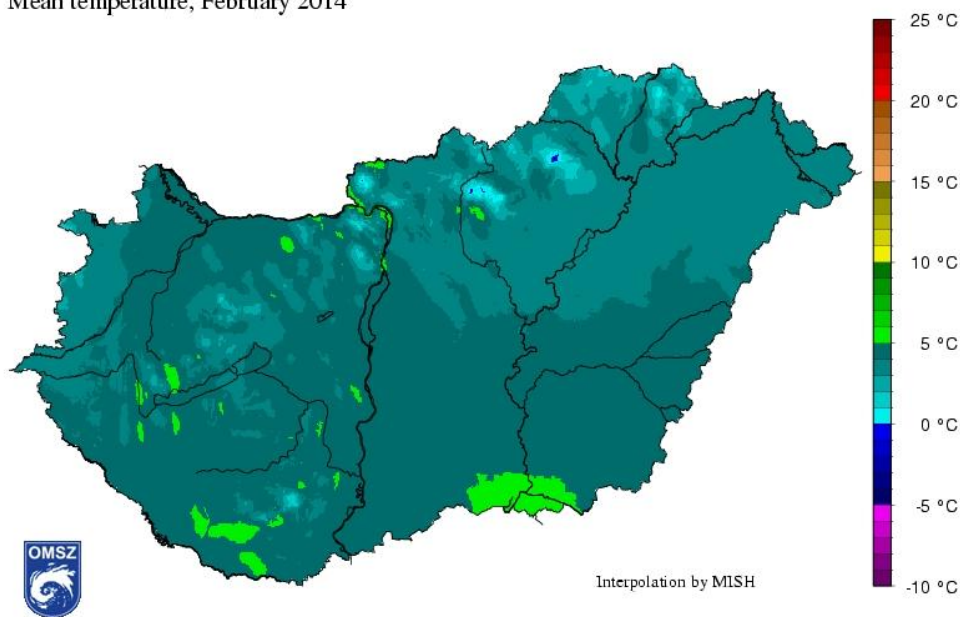 Mean temperature, February 2014
25 °C
20 °C
15 °C
10 °C
5 °C
0 °C
-5 °C
-10 °C
OMSZ
Interpolation by MISH